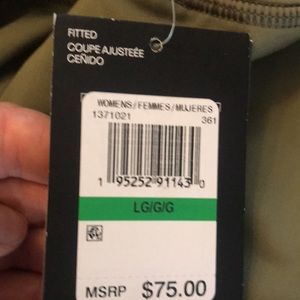 FITTED
COUPE AJUSTEÉE
CEÑIDO
WOMENS/FEMMES/MUJERES
1371021 361
1 95252 91143 0
LG/G/G
MSRP $75.00